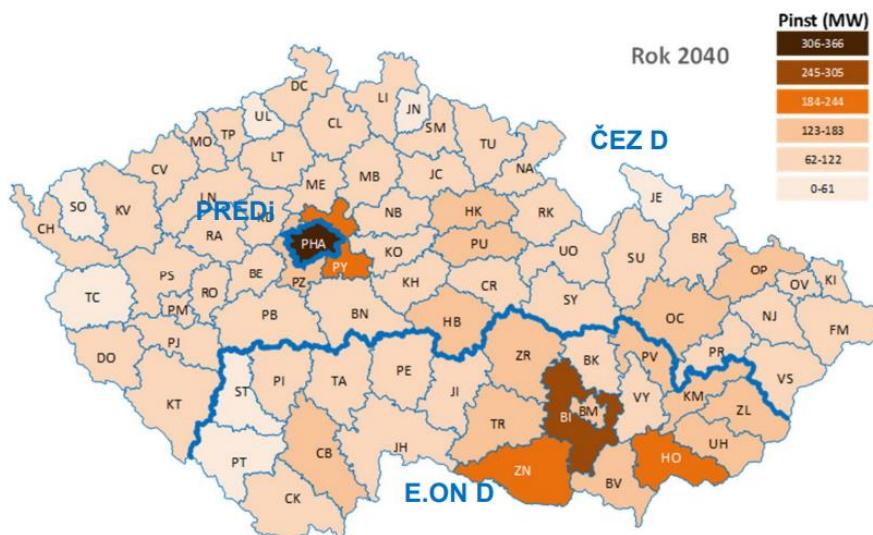 Pinst (MW)
306-366
245-305
184-244
123-183
62-122
0-61
Rok 2040
ČEZ D
PREDi
E.ON D
DC
LI
JN
UL
CL
SM
MO
TP
TU
CV
LT
NA
ME
MB
JC
SO
KV
LN
JE
CH
RA
NB
HK
RK
BR
PHA
KO
PU
UO
SU
OP
OV
KI
PS
BE
PZ
PY
TC
RO
KH
CR
SY
OC
NJ
FM
PM
PB
BN
HB
DO
PJ
ZR
BK
PV
PR
VS
KT
ST
PI
TA
PE
JI
BM
VY
KM
ZL
TR
BI
UH
PT
CB
JH
ZN
HO
BV
CK